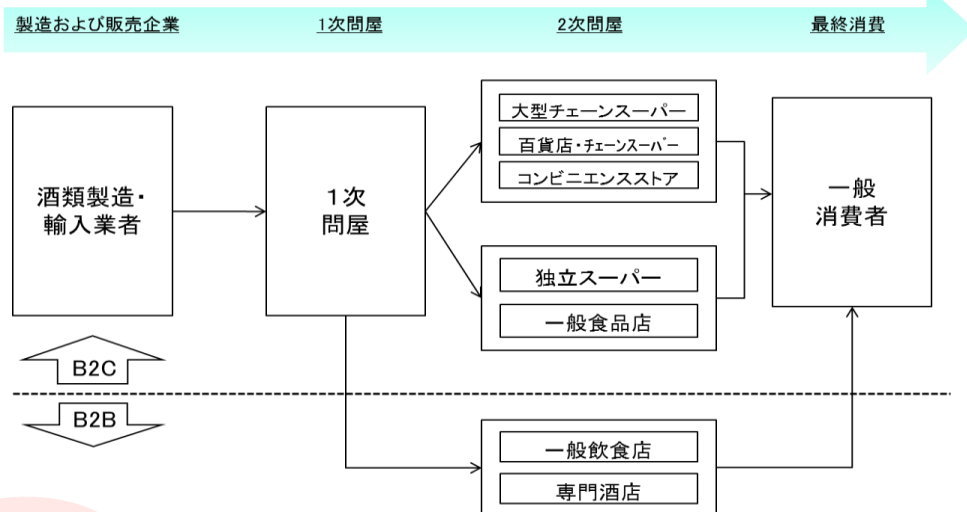 製造および販売企業
1次問屋
2次問屋
最終消費
酒類製造・
輸入業者
1次
問屋
大型チェーンスーパー
百貨店・チェーンスーパー
コンビニエンスストア
独立スーパー
一般食品店
一般
消費者
B2C
B2B
一般飲食店
専門酒店